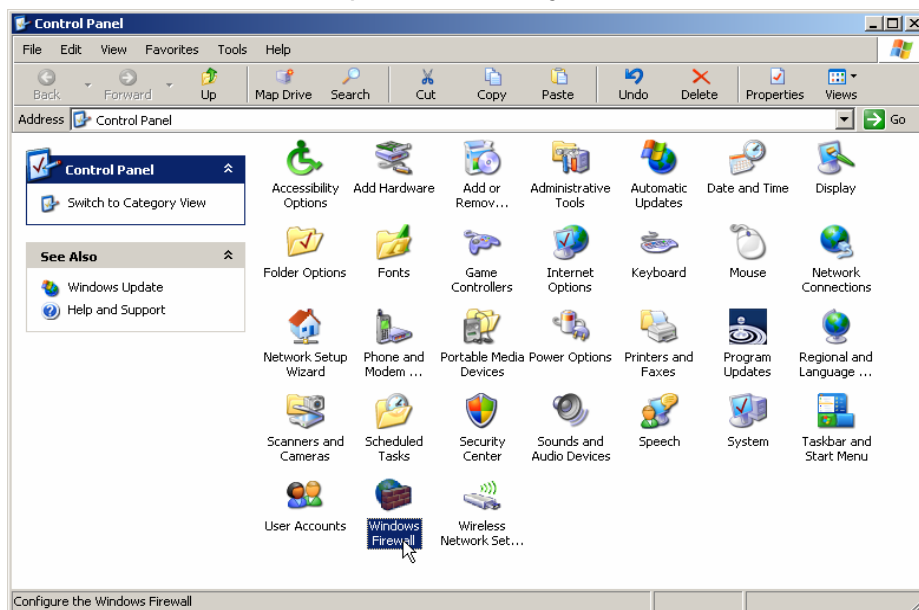 Control Panel
File Edit View Favorites Tools Help
Back Forward Up Map Drive Search Cut Copy Paste Undo Delete Properties Views
Address Control Panel Go
Control Panel
Switch to Category View
See Also
Windows Update
Help and Support
Accessibility Options
Add Hardware
Add or Remov...
Administrative Tools
Automatic Updates
Date and Time
Display
Folder Options
Fonts
Game Controllers
Internet Options
Keyboard
Mouse
Network Connections
Network Setup Wizard
Phone and Modem ...
Portable Media Devices
Power Options
Printers and Faxes
Program Updates
Regional and Language ...
Scanners and Cameras
Scheduled Tasks
Security Center
Sounds and Audio Devices
Speech
System
Taskbar and Start Menu
User Accounts
Windows Firewall
Wireless Network Set...
Configure the Windows Firewall